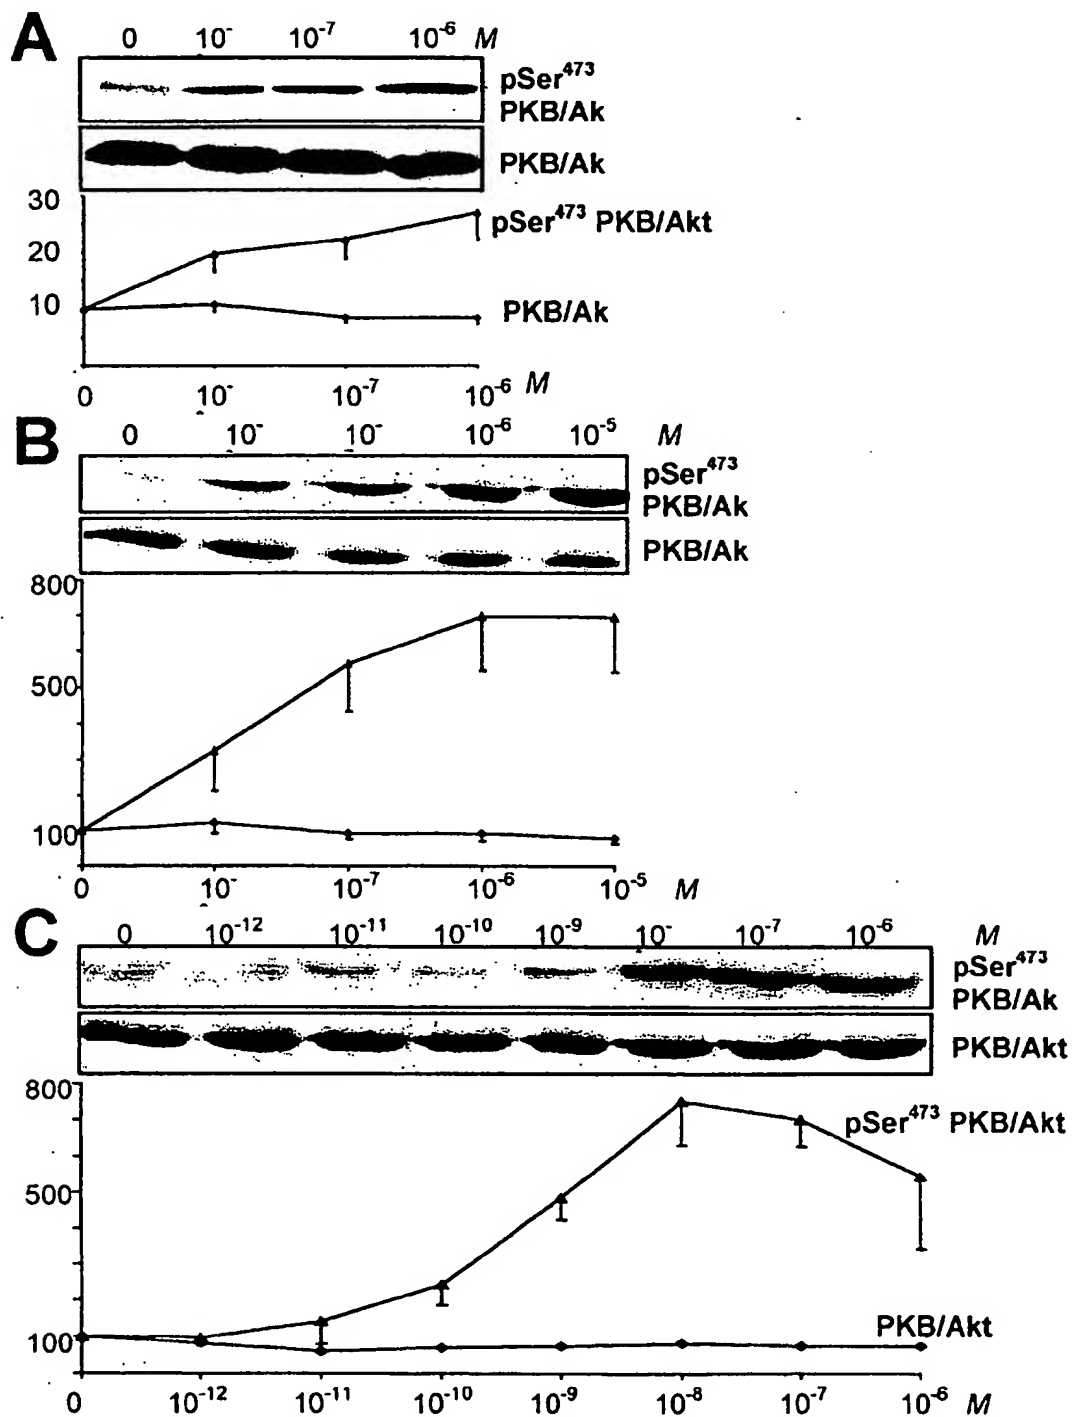 A
0 10⁻ 10⁻⁷ 10⁻⁶ M
pSer⁴⁷³
PKB/Ak
PKB/Ak
30
20
10
pSer⁴⁷³ PKB/Akt
PKB/Ak
0 10⁻ 10⁻⁷ 10⁻⁶ M
B
0 10⁻ 10⁻ 10⁻⁶ 10⁻⁵ M
pSer⁴⁷³
PKB/Ak
PKB/Ak
800
500
100
0 10⁻ 10⁻⁷ 10⁻⁶ 10⁻⁵ M
C
0 10⁻¹² 10⁻¹¹ 10⁻¹⁰ 10⁻⁹ 10⁻ 10⁻⁷ 10⁻⁶ M
pSer⁴⁷³
PKB/Ak
PKB/Akt
800
500
100
pSer⁴⁷³ PKB/Akt
PKB/Akt
0 10⁻¹² 10⁻¹¹ 10⁻¹⁰ 10⁻⁹ 10⁻⁸ 10⁻⁷ 10⁻⁶ M